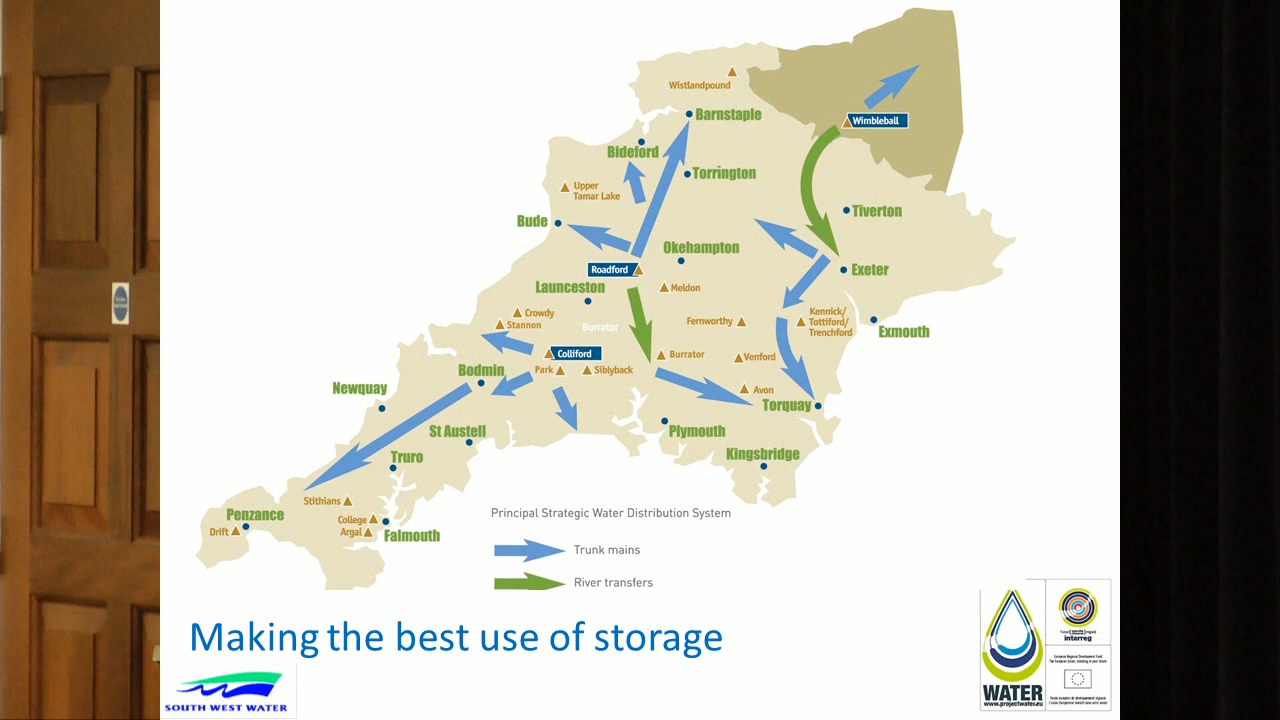 Wistlandpound
Barnstaple
Wimbleball
Bideford
Torrington
Upper
Tamar Lake
Tiverton
Bude
Okehampton
Roadford
Exeter
Launceston
Meldon
Crowdy
Stannon
Burrator
Fernworthy
Kennick/
Tottiford/
Trenchford
Exmouth
Colliford
Burrator
Venford
Park
Siblyback
Bodmin
Newquay
Avon
Torquay
St Austell
Plymouth
Truro
Kingsbridge
Stithians
Penzance
College
Drift
Argal
Falmouth
Principal Strategic Water Distribution System
Trunk mains
River transfers
Making the best use of storage
SOUTH WEST WATER
interreg
WATER
www.projectwater.eu